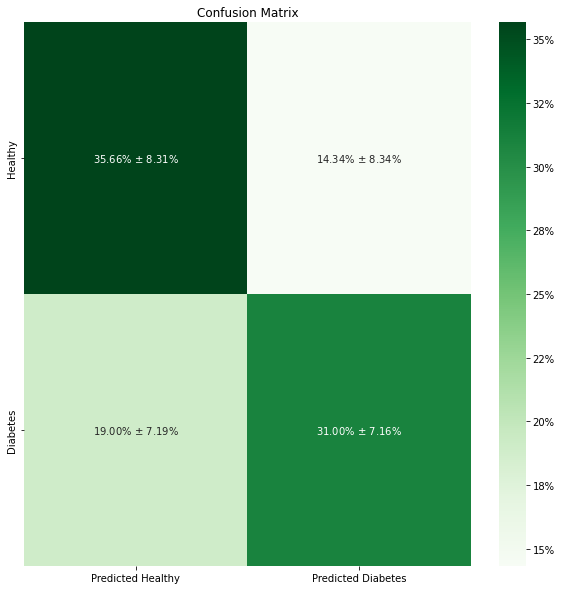 Confusion Matrix
Healthy
35.66% ± 8.31%
14.34% ± 8.34%
Diabetes
19.00% ± 7.19%
31.00% ± 7.16%
Predicted Healthy
Predicted Diabetes
35%
32%
30%
28%
25%
22%
20%
18%
15%